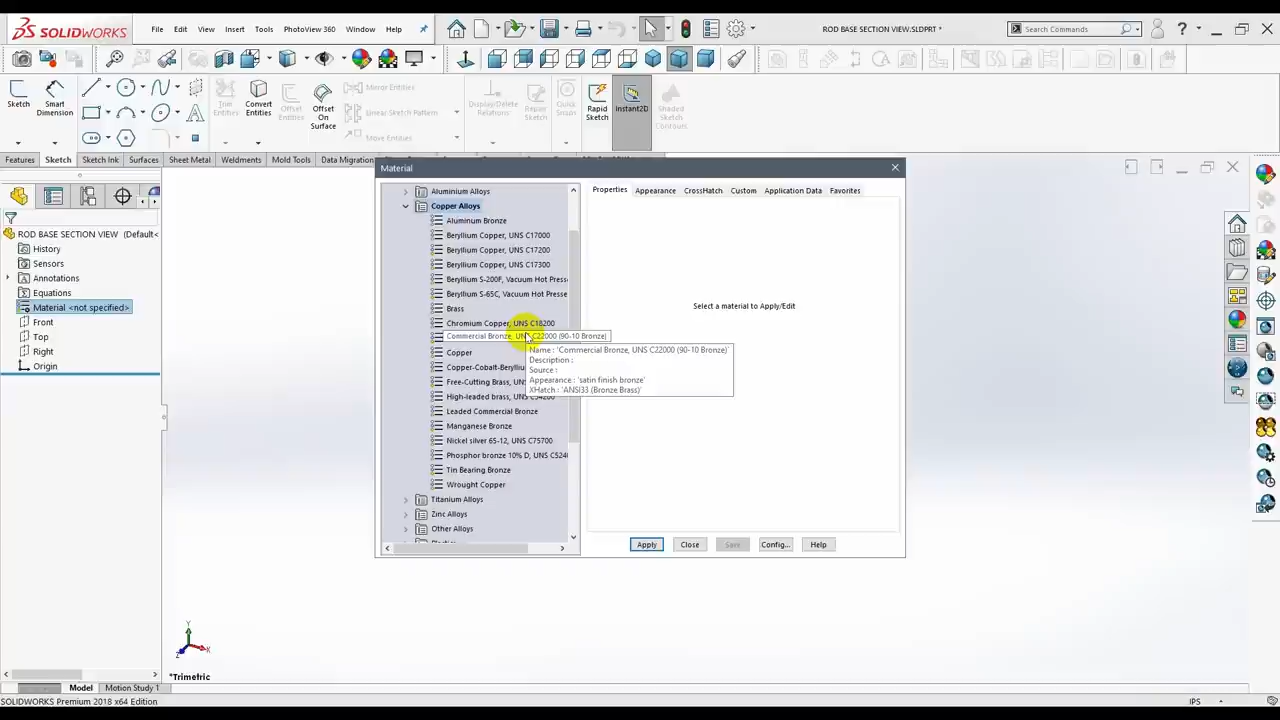 SOLIDWORKS
File Edit View Insert Tools PhotoView 360 Window Help
ROD BASE SECTION VIEW.SLDPRT *
Search Commands
Sketch
Smart Dimension
Trim Entities
Convert Entities
Offset Entities
Offset On Surface
Mirror Entities
Linear Sketch Pattern
Move Entities
Display/Delete Relations
Repair Sketch
Quick Snaps
Rapid Sketch
Instant2D
Shaded Sketch Contours
Features Sketch Sketch Ink Surfaces Sheet Metal Weldments Mold Tools Data Migration
Material
ROD BASE SECTION VIEW (Default<
History
Sensors
Annotations
Equations
Material <not specified>
Front
Top
Right
Origin
Aluminium Alloys
Copper Alloys
Aluminum Bronze
Beryllium Copper, UNS C17000
Beryllium Copper, UNS C17200
Beryllium Copper, UNS C17300
Beryllium S-200F, Vacuum Hot Press
Beryllium S-65C, Vacuum Hot Presse
Brass
Chromium Copper, UNS C18200
Commercial Bronze, UNS C22000 (90-10 Bronze)
Copper
Copper-Cobalt-Berylliu
Free-Cutting Brass, UN
High-leaded brass, UNS C34200
Leaded Commercial Bronze
Manganese Bronze
Nickel silver 65-12, UNS C75700
Phosphor bronze 10% D, UNS C5240
Tin Bearing Bronze
Wrought Copper
Titanium Alloys
Zinc Alloys
Other Alloys
Name : 'Commercial Bronze, UNS C22000 (90-10 Bronze)'
Description :
Source :
Appearance : 'satin finish bronze'
XHatch : 'ANSI33 (Bronze Brass)'
Properties Appearance CrossHatch Custom Application Data Favorites
Select a material to Apply/Edit
Apply Close Save Config... Help
Y
X
Z
*Trimetric
Model Motion Study 1
SOLIDWORKS Premium 2018 x64 Edition
IPS